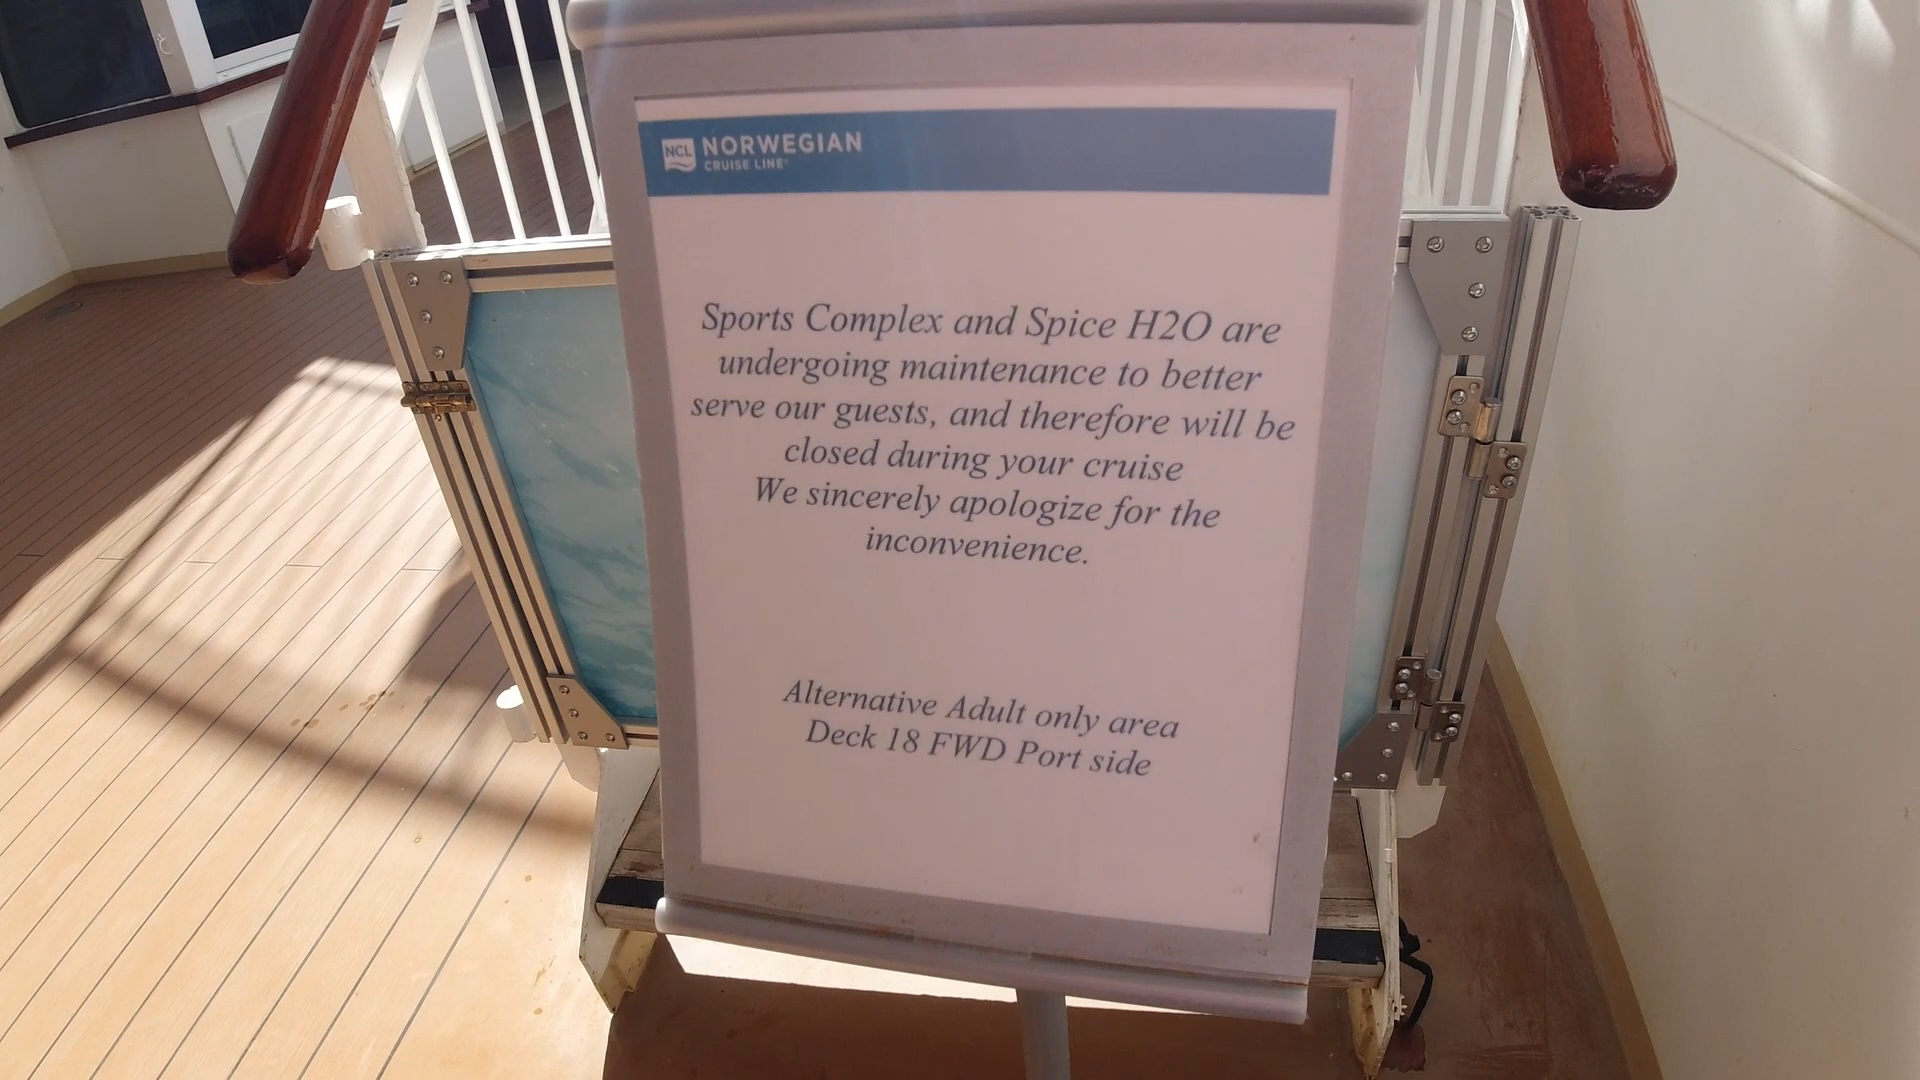 NCL NORWEGIAN
CRUISE LINE
Sports Complex and Spice H2O are
undergoing maintenance to better
serve our guests, and therefore will be
closed during your cruise
We sincerely apologize for the
inconvenience.
Alternative Adult only area
Deck 18 FWD Port side